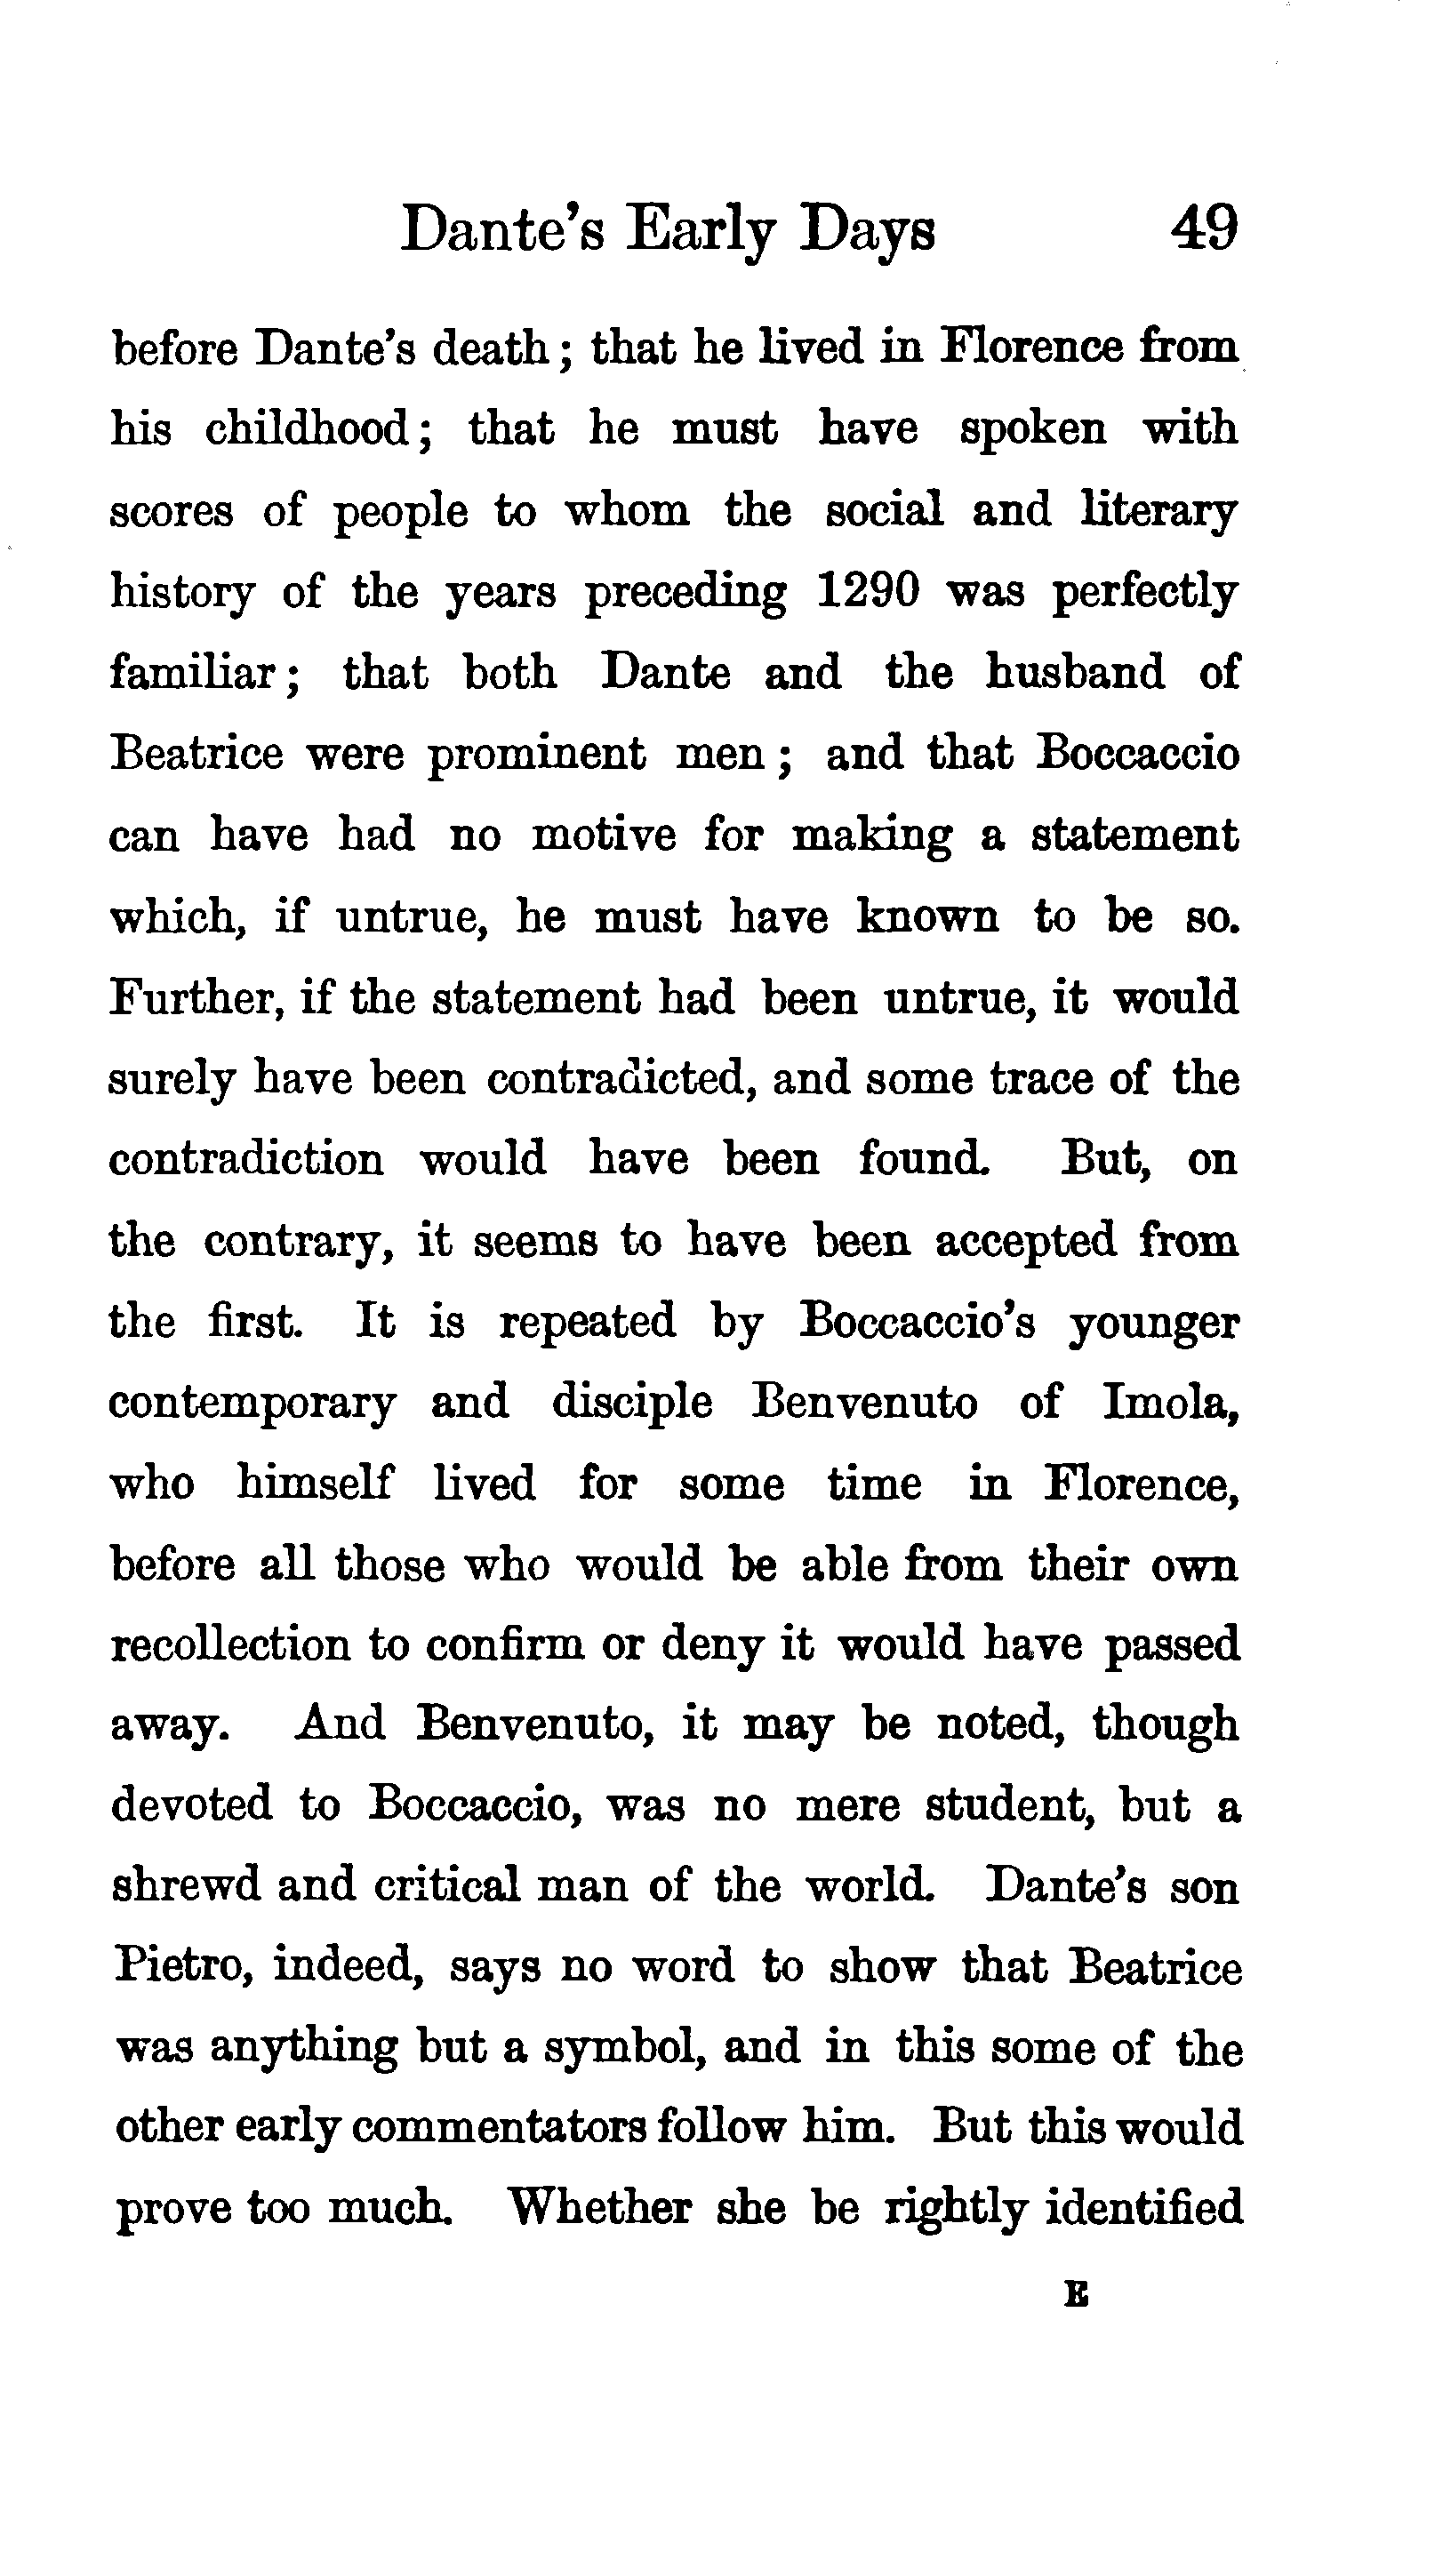 Dante's Early Days 49
before Dante's death; that he lived in Florence from
his childhood; that he must have spoken with
scores of people to whom the social and literary
history of the years preceding 1290 was perfectly
familiar; that both Dante and the husband of
Beatrice were prominent men; and that Boccaccio
can have had no motive for making a statement
which, if untrue, he must have known to be so.
Further, if the statement had been untrue, it would
surely have been contradicted, and some trace of the
contradiction would have been found. But, on
the contrary, it seems to have been accepted from
the first. It is repeated by Boccaccio's younger
contemporary and disciple Benvenuto of Imola,
who himself lived for some time in Florence,
before all those who would be able from their own
recollection to confirm or deny it would have passed
away. And Benvenuto, it may be noted, though
devoted to Boccaccio, was no mere student, but a
shrewd and critical man of the world. Dante's son
Pietro, indeed, says no word to show that Beatrice
was anything but a symbol, and in this some of the
other early commentators follow him. But this would
prove too much. Whether she be rightly identified
E